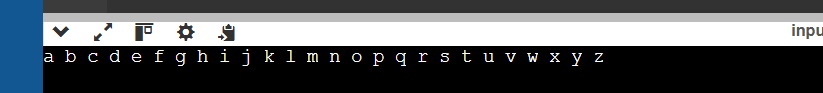 inpu
a b c d e f g h i j k l m n o p q r s t u v w x y z